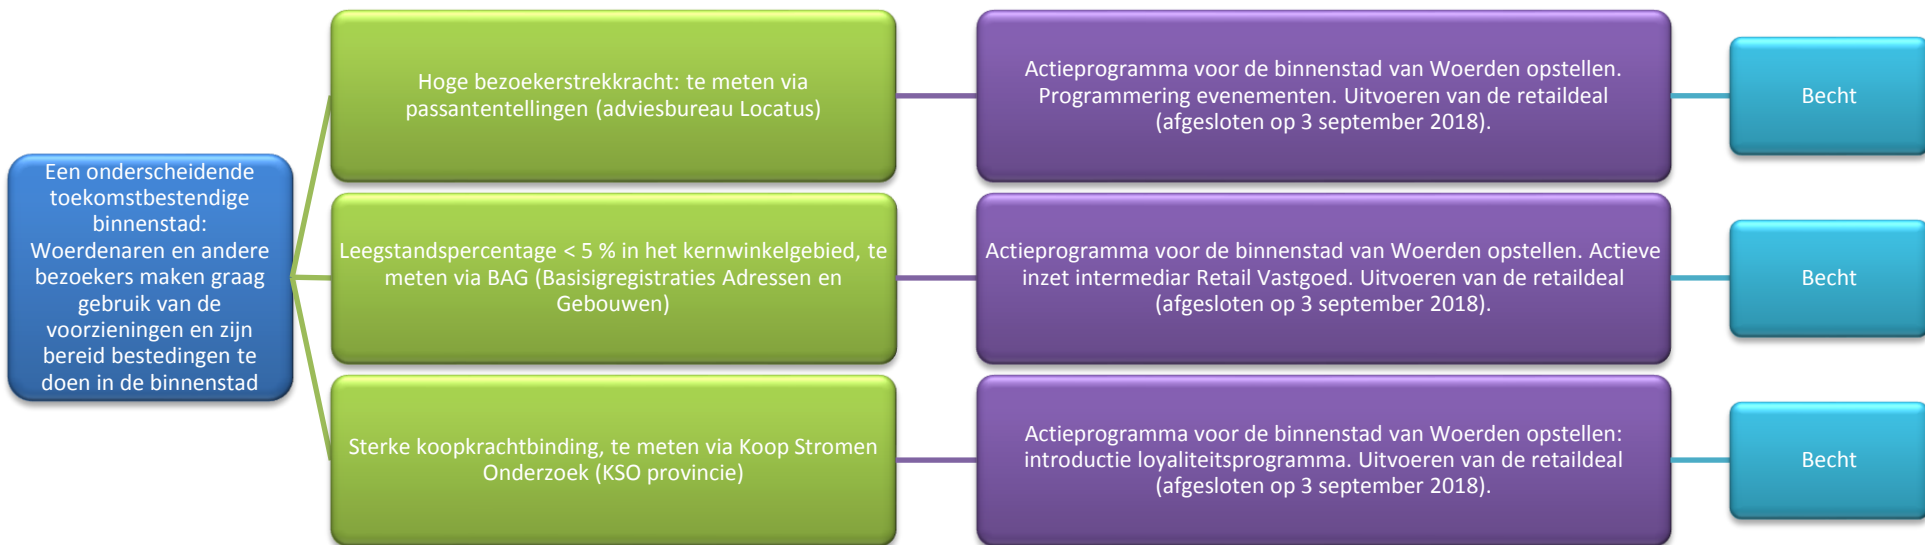 Een onderscheidende
toekomstbestendige
binnenstad:
Woerdenaren en andere
bezoekers maken graag
gebruik van de
voorzieningen en zijn
bereid bestedingen te
doen in de binnenstad
Hoge bezoekerstrekkracht: te meten via
passantentellingen (adviesbureau Locatus)
Actieprogramma voor de binnenstad van Woerden opstellen.
Programmering evenementen. Uitvoeren van de retaildeal
(afgesloten op 3 september 2018).
Becht
Leegstandspercentage < 5 % in het kernwinkelgebied, te
meten via BAG (Basisigregistraties Adressen en
Gebouwen)
Actieprogramma voor de binnenstad van Woerden opstellen. Actieve
inzet intermediar Retail Vastgoed. Uitvoeren van de retaildeal
(afgesloten op 3 september 2018).
Becht
Sterke koopkrachtbinding, te meten via Koop Stromen
Onderzoek (KSO provincie)
Actieprogramma voor de binnenstad van Woerden opstellen:
introductie loyaliteitsprogramma. Uitvoeren van de retaildeal
(afgesloten op 3 september 2018).
Becht